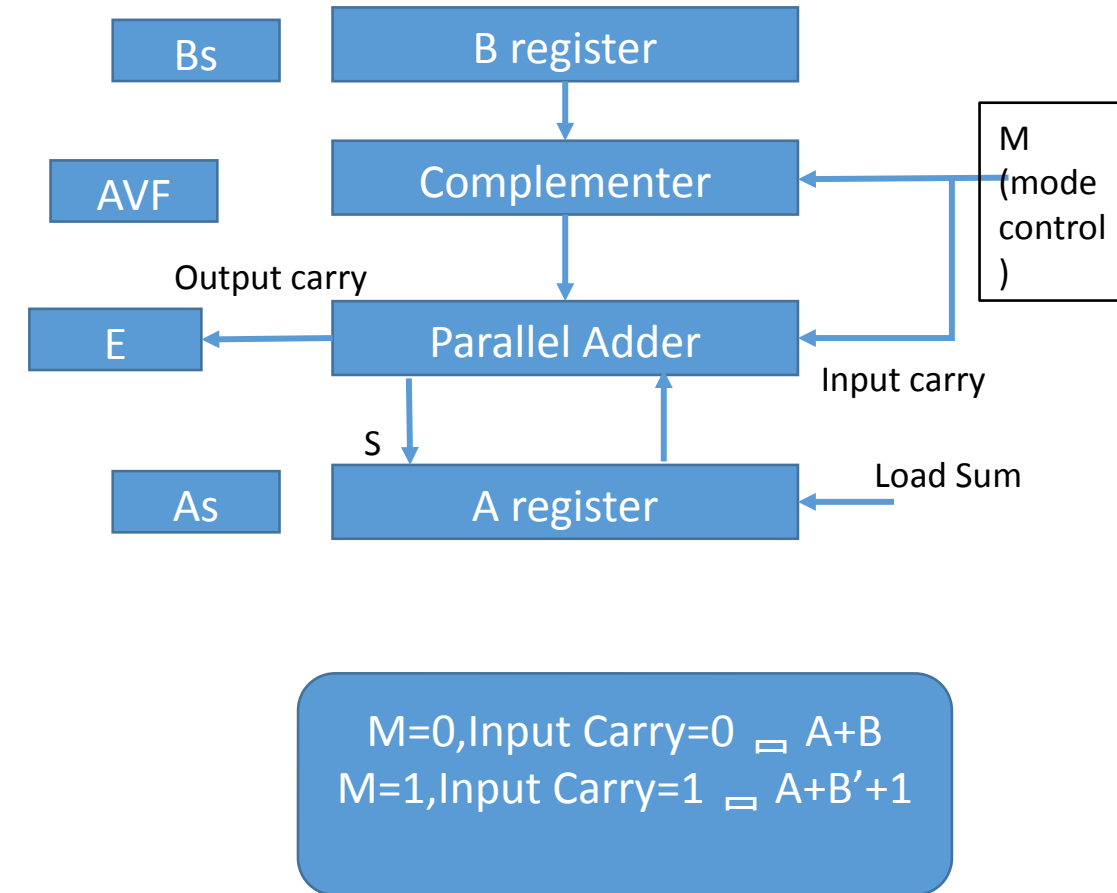 Bs
B register
M
(mode
control
)
AVF
Complementer
Output carry
E
Parallel Adder
Input carry
S
As
A register
Load Sum
M=0,Input Carry=0 A+B
M=1,Input Carry=1 A+B’+1